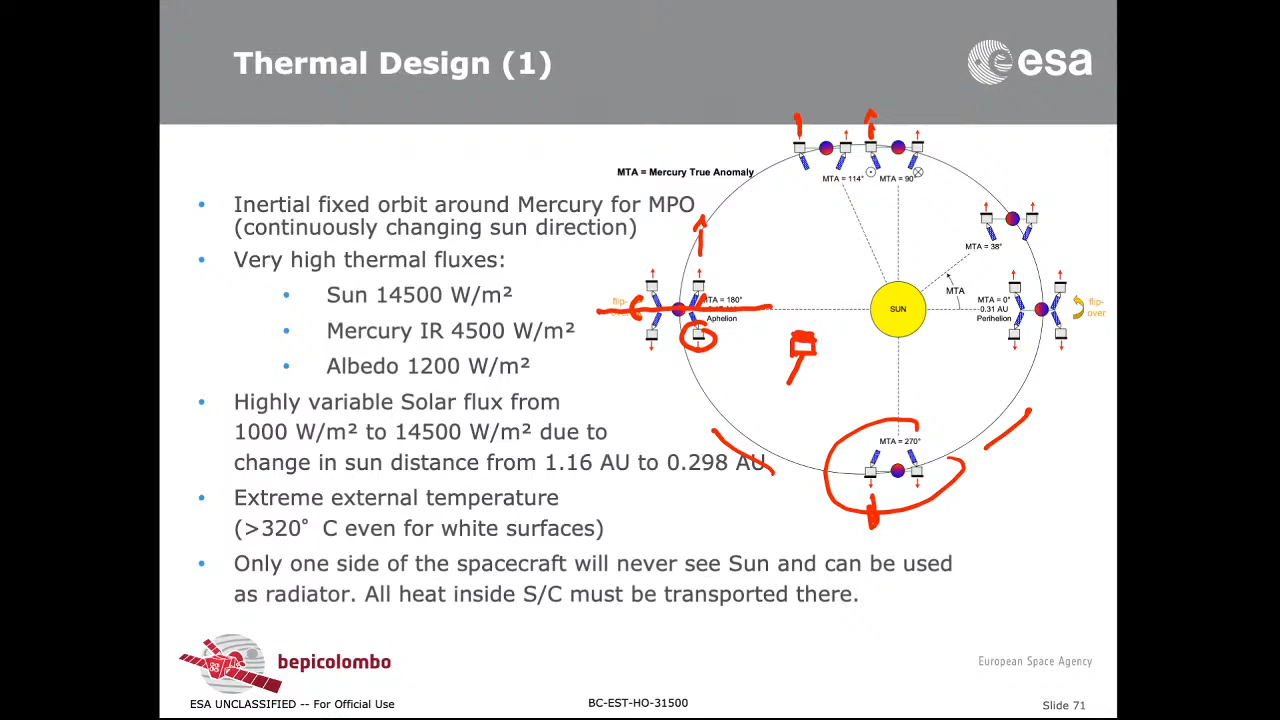 Thermal Design (1)
esa
MTA = Mercury True Anomaly
MTA = 114°
MTA = 90°
MTA = 38°
MTA
SUN
MTA = 180°
Aphelion
flip-
MTA = 0°
0.31 AU
Perihelion
flip-
over
MTA = 270°
• Inertial fixed orbit around Mercury for MPO
(continuously changing sun direction)
• Very high thermal fluxes:
• Sun 14500 W/m²
• Mercury IR 4500 W/m²
• Albedo 1200 W/m²
• Highly variable Solar flux from
1000 W/m² to 14500 W/m² due to
change in sun distance from 1.16 AU to 0.298 AU
• Extreme external temperature
(>320° C even for white surfaces)
• Only one side of the spacecraft will never see Sun and can be used
as radiator. All heat inside S/C must be transported there.
bepicolombo
European Space Agency
ESA UNCLASSIFIED -- For Official Use
BC-EST-HO-31500
Slide 71